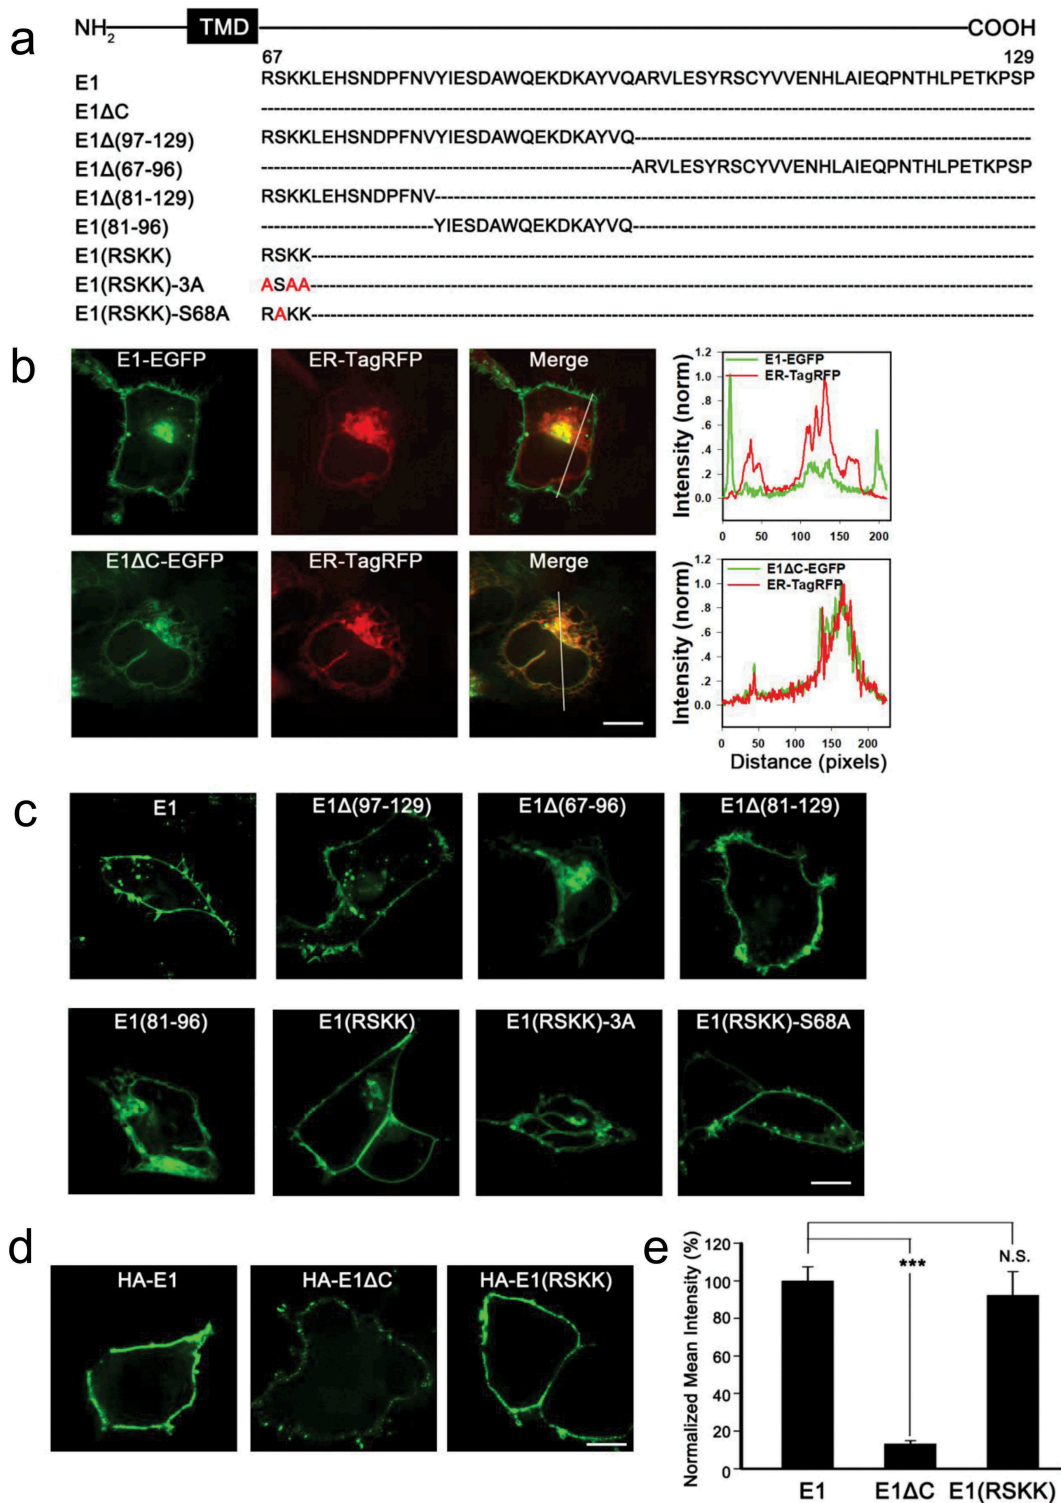 a
NH2 TMD COOH
67 129
E1 RSKKLEHSNDPFNVYIESDAWQEKDKAYVQARVLESYRSCYVVENHLAIEQPNTHLPETKPSP
E1ΔC
E1Δ(97-129) RSKKLEHSNDPFNVYIESDAWQEKDKAYVQ
E1Δ(67-96) ARVLESYRSCYVVENHLAIEQPNTHLPETKPSP
E1Δ(81-129) RSKKLEHSNDPFNV
E1(81-96) YIESDAWQEKDKAYVQ
E1(RSKK) RSKK
E1(RSKK)-3A ASAA
E1(RSKK)-S68A RAKK
b
E1-EGFP ER-TagRFP Merge
Intensity (norm)
1.2
1.0
.8
.6
.4
.2
0.0
E1-EGFP
ER-TagRFP
0 50 100 150 200
E1ΔC-EGFP ER-TagRFP Merge
Intensity (norm)
1.2
1.0
.8
.6
.4
.2
0.0
E1ΔC-EGFP
ER-TagRFP
0 50 100 150 200
Distance (pixels)
c
E1 E1Δ(97-129) E1Δ(67-96) E1Δ(81-129)
E1(81-96) E1(RSKK) E1(RSKK)-3A E1(RSKK)-S68A
d
HA-E1 HA-E1ΔC HA-E1(RSKK)
e
Normalized Mean Intensity (%)
120
100
80
60
40
20
0
***
N.S.
E1 E1ΔC E1(RSKK)